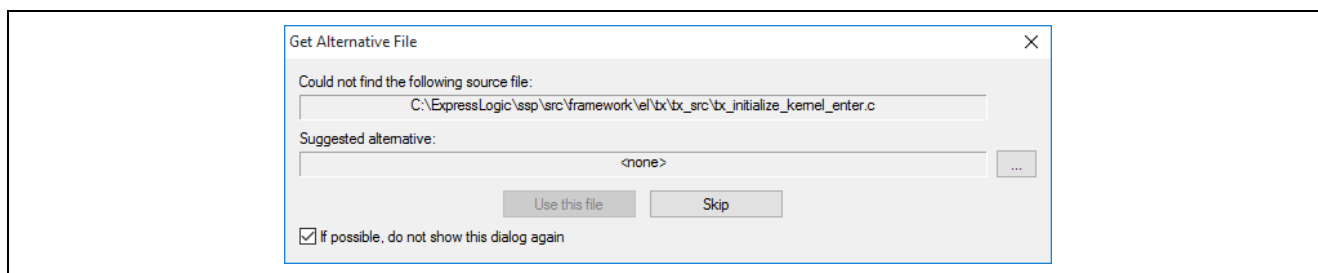 Get Alternative File
Could not find the following source file:
C:\ExpressLogic\ssp\src\framework\el\tx\tx_src\tx_initialize_kernel_enter.c
Suggested alternative:
<none>
...
Use this file
Skip
If possible, do not show this dialog again